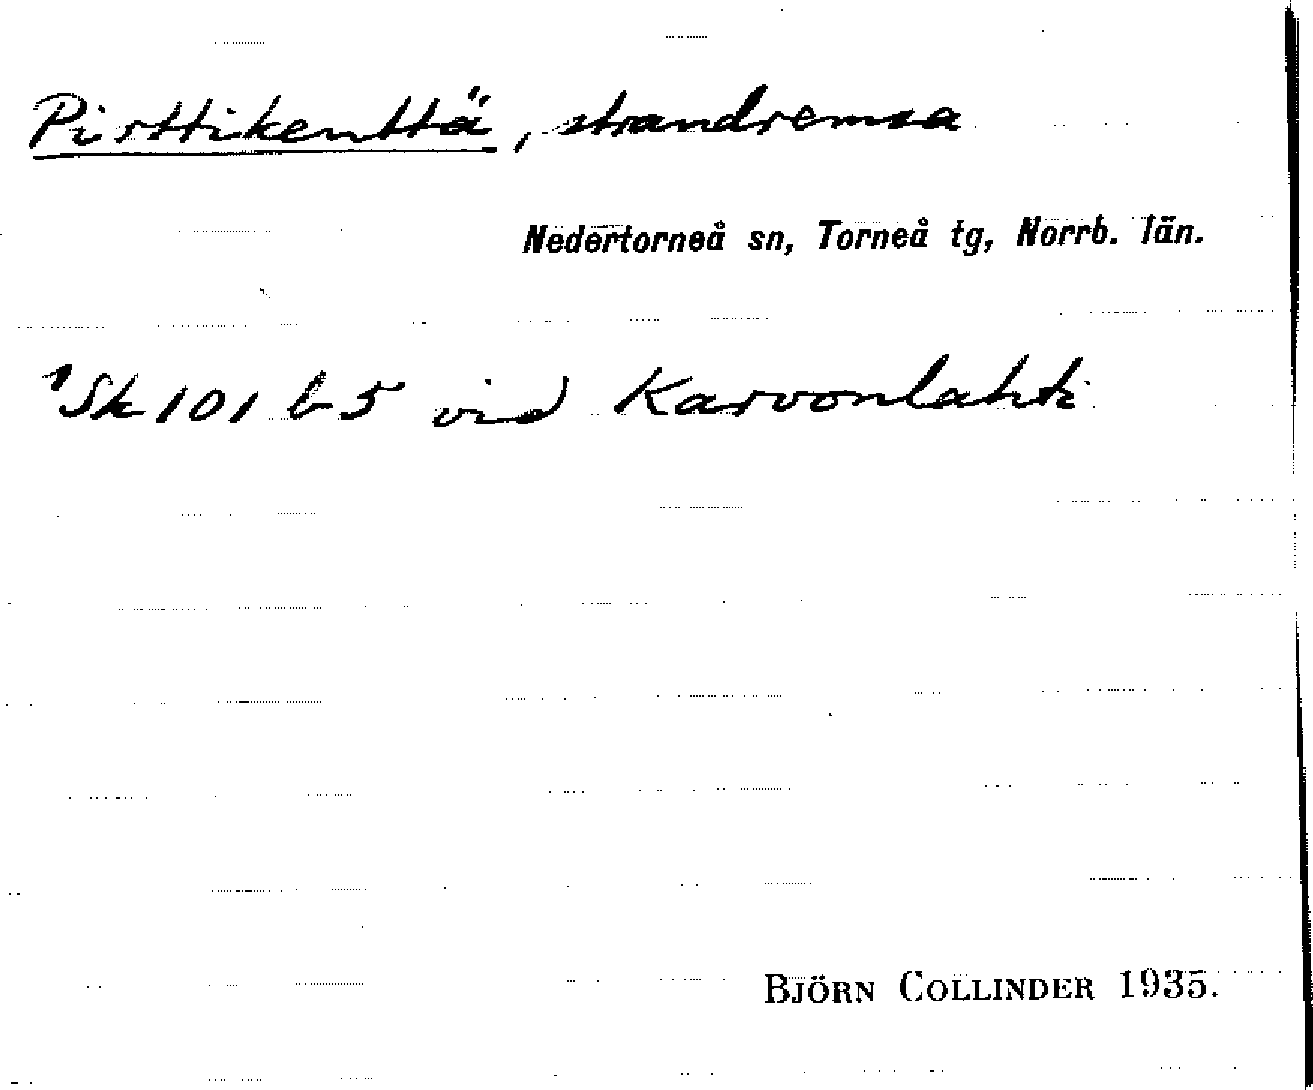 Pirttikenttä, strandremsa
Nedertorneå sn, Torneå tg, Norrb. län.
Sk 101 b 5 vid Karvonlahti
BJÖRN COLLINDER 1935.